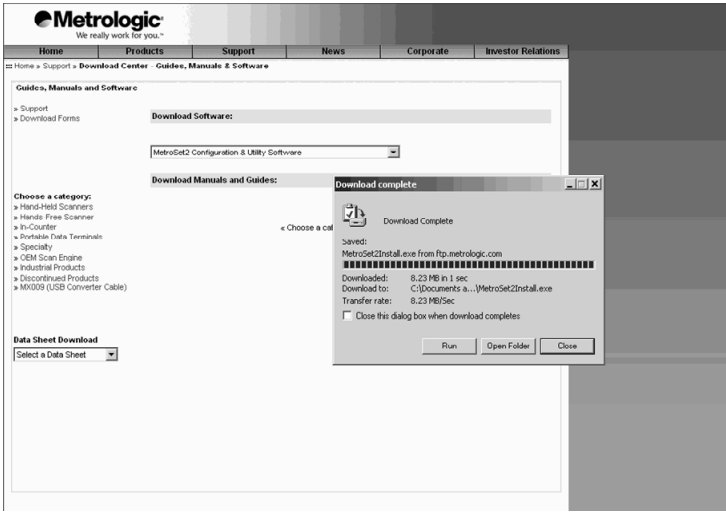 Metrologic
We really work for you.™
Home Products Support News Corporate Investor Relations
Home » Support » Download Center - Guides, Manuals & Software
Guides, Manuals and Software
» Support
» Download Forms
Download Software:
MetroSet2 Configuration & Utility Software
Download Manuals and Guides:
Choose a category:
» Hand-Held Scanners
» Hands-Free Scanner
» In-Counter
» Portable Data Terminals
» Specialty
» OEM Scan Engine
» Industrial Products
» Discontinued Products
» MX009 (USB Converter Cable)
« Choose a cat
Data Sheet Download
Select a Data Sheet
Download complete
Download Complete
Saved:
MetroSet2Install.exe from ftp.metrologic.com
Downloaded: 8.23 MB in 1 sec
Download to: C:\Documents a...\MetroSet2Install.exe
Transfer rate: 8.23 MB/Sec
Close this dialog box when download completes
Run Open Folder Close